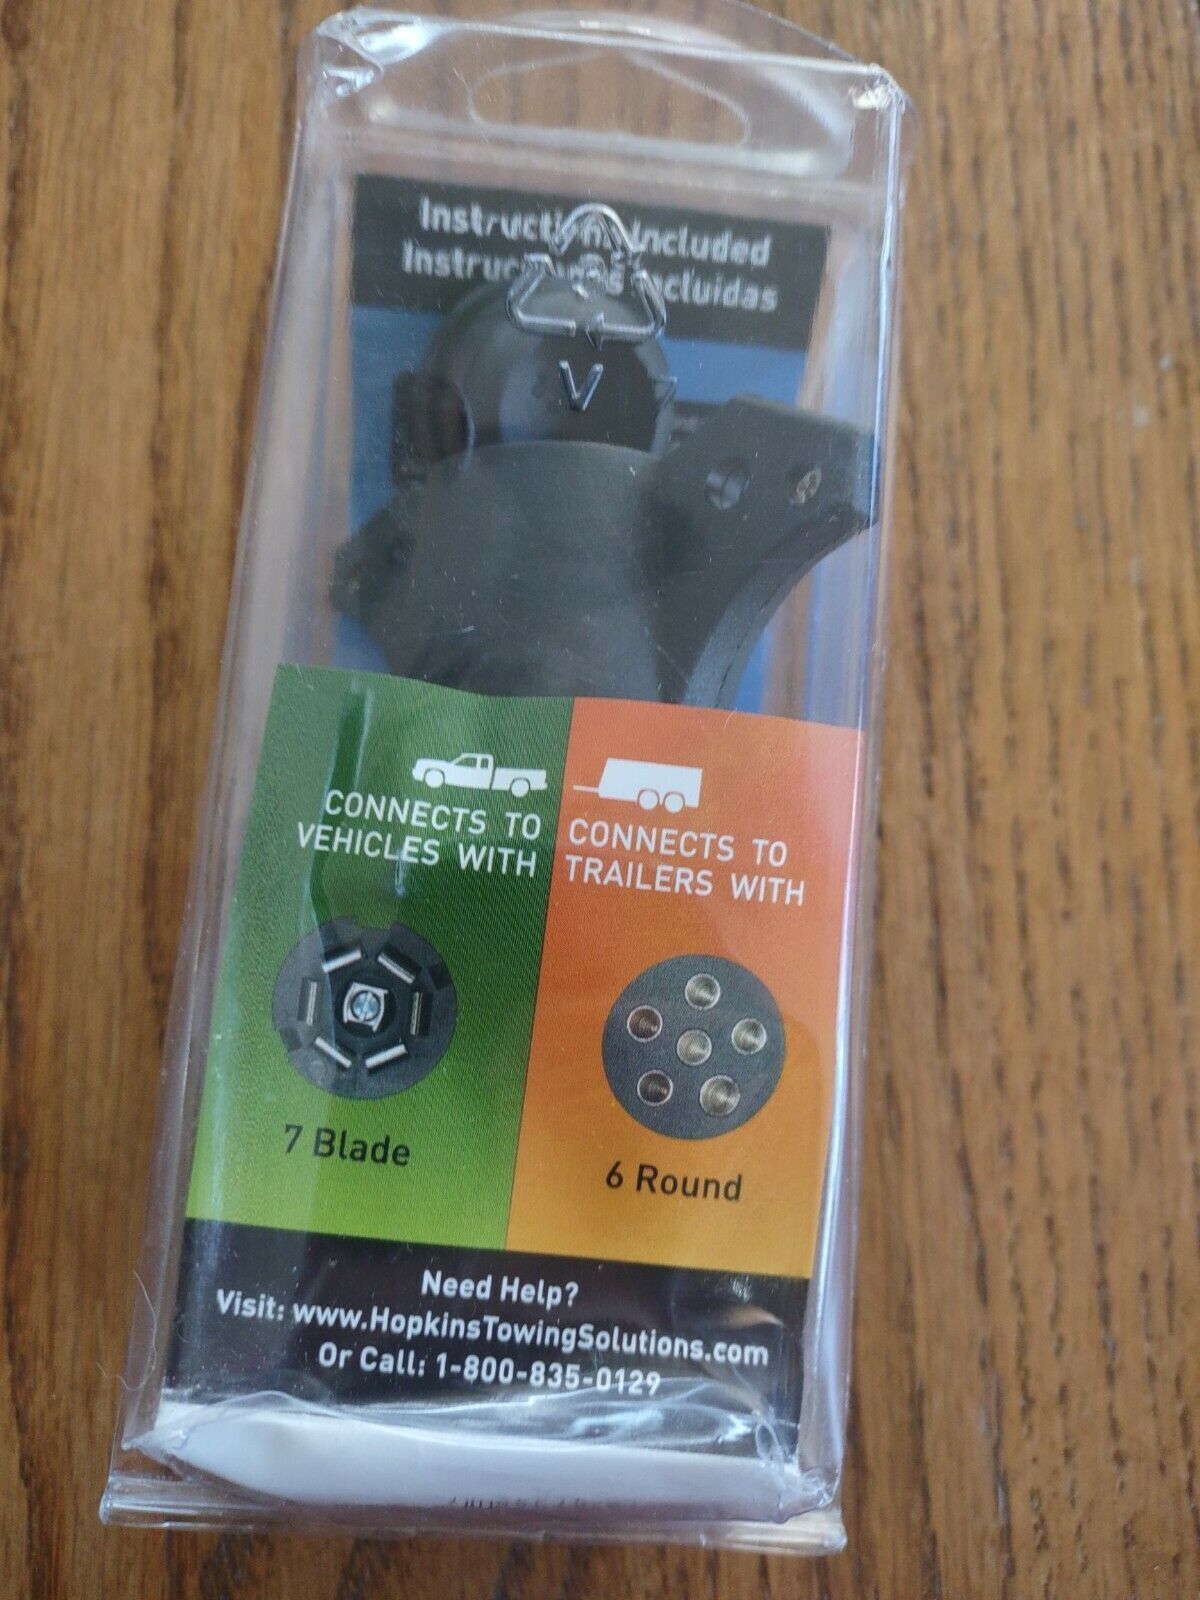 Instructions Included
Instrucciones Incluidas
V
CONNECTS TO
VEHICLES WITH
CONNECTS TO
TRAILERS WITH
7 Blade
6 Round
Need Help?
Visit: www.HopkinsTowingSolutions.com
Or Call: 1-800-835-0129